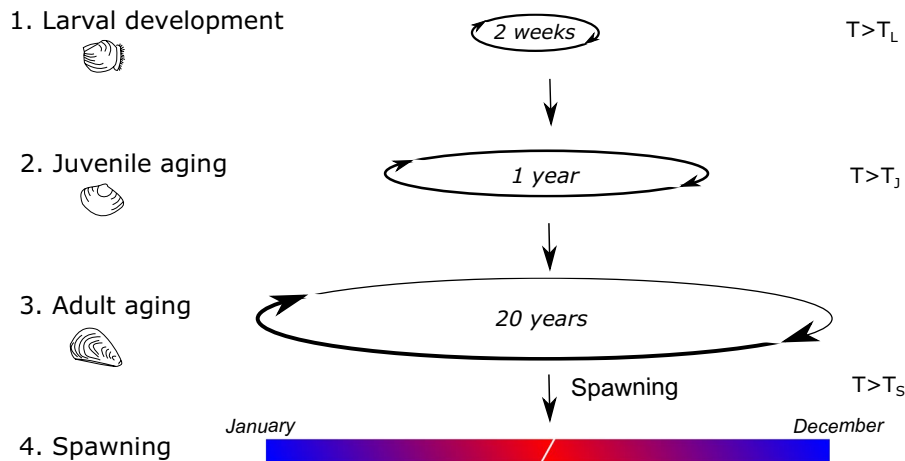 1. Larval development
2 weeks
T>T_L
2. Juvenile aging
1 year
T>T_J
3. Adult aging
20 years
Spawning
T>T_S
January
December
4. Spawning